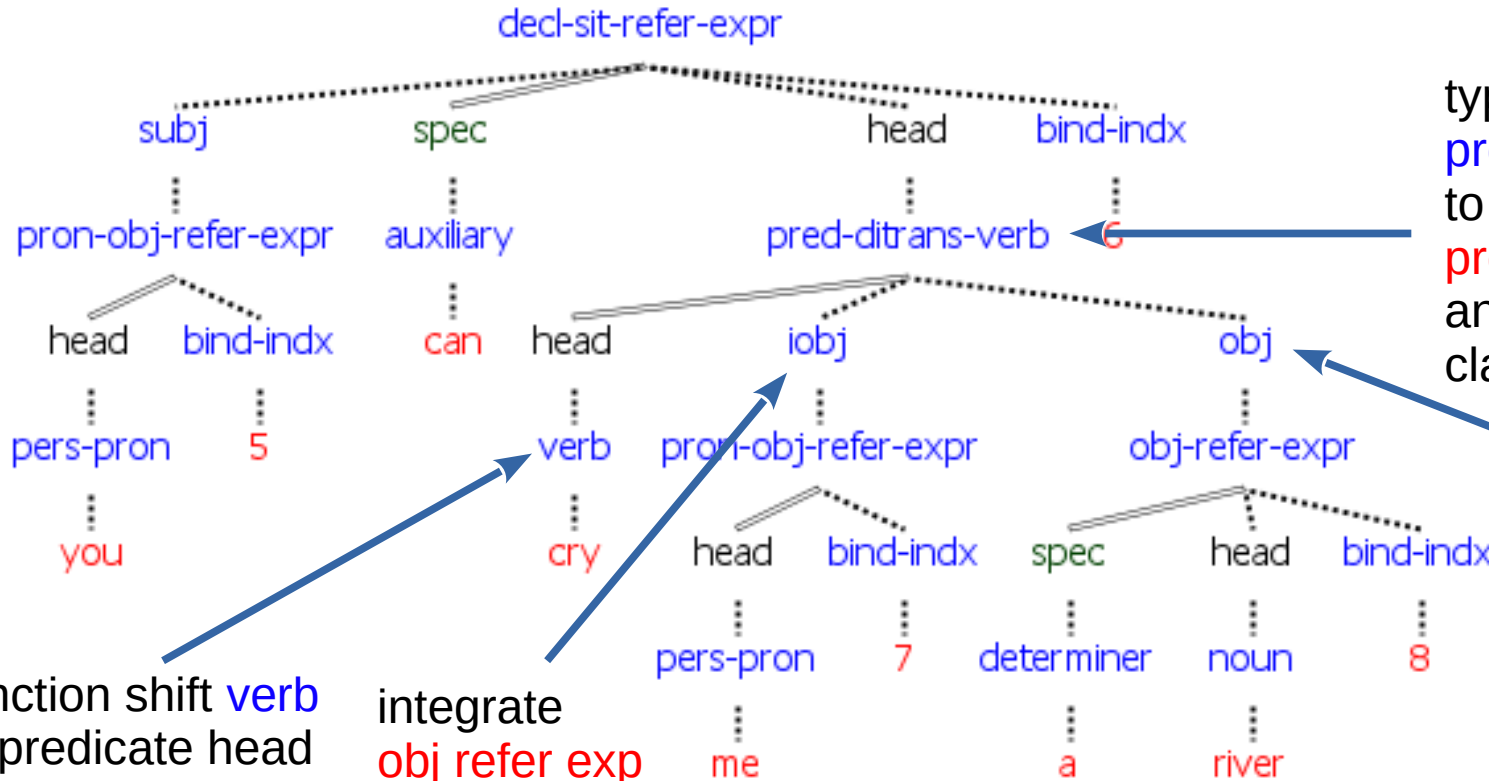 decl-sit-refer-expr
subj spec head bind-indx
pron-obj-refer-expr auxiliary pred-ditrans-verb 6
to
head bind-indx can head iobj obj
pers-pron 5 verb pron-obj-refer-expr obj-refer-expr
you cry head bind-indx spec head bind-indx
pers-pron 7 determiner noun 8
shift verb
predicate head
integrate
obj refer exp
me a river